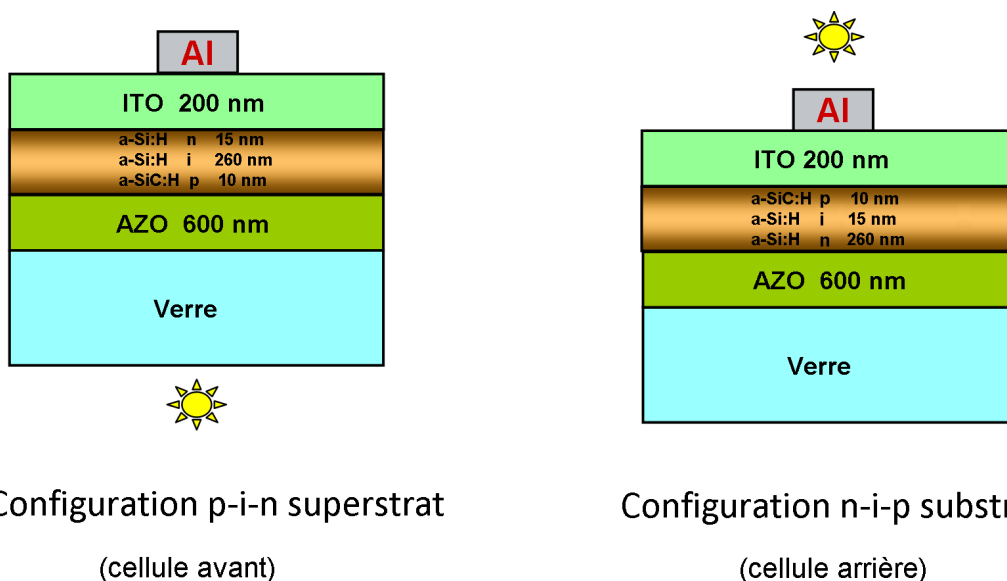 Al
ITO 200 nm
a-Si:H n 15 nm
a-Si:H i 260 nm
a-SiC:H p 10 nm
AZO 600 nm
Verre
Configuration p-i-n superstrat
(cellule avant)
Al
ITO 200 nm
a-SiC:H p 10 nm
a-Si:H i 15 nm
a-Si:H n 260 nm
AZO 600 nm
Verre
Configuration n-i-p substr
(cellule arrière)